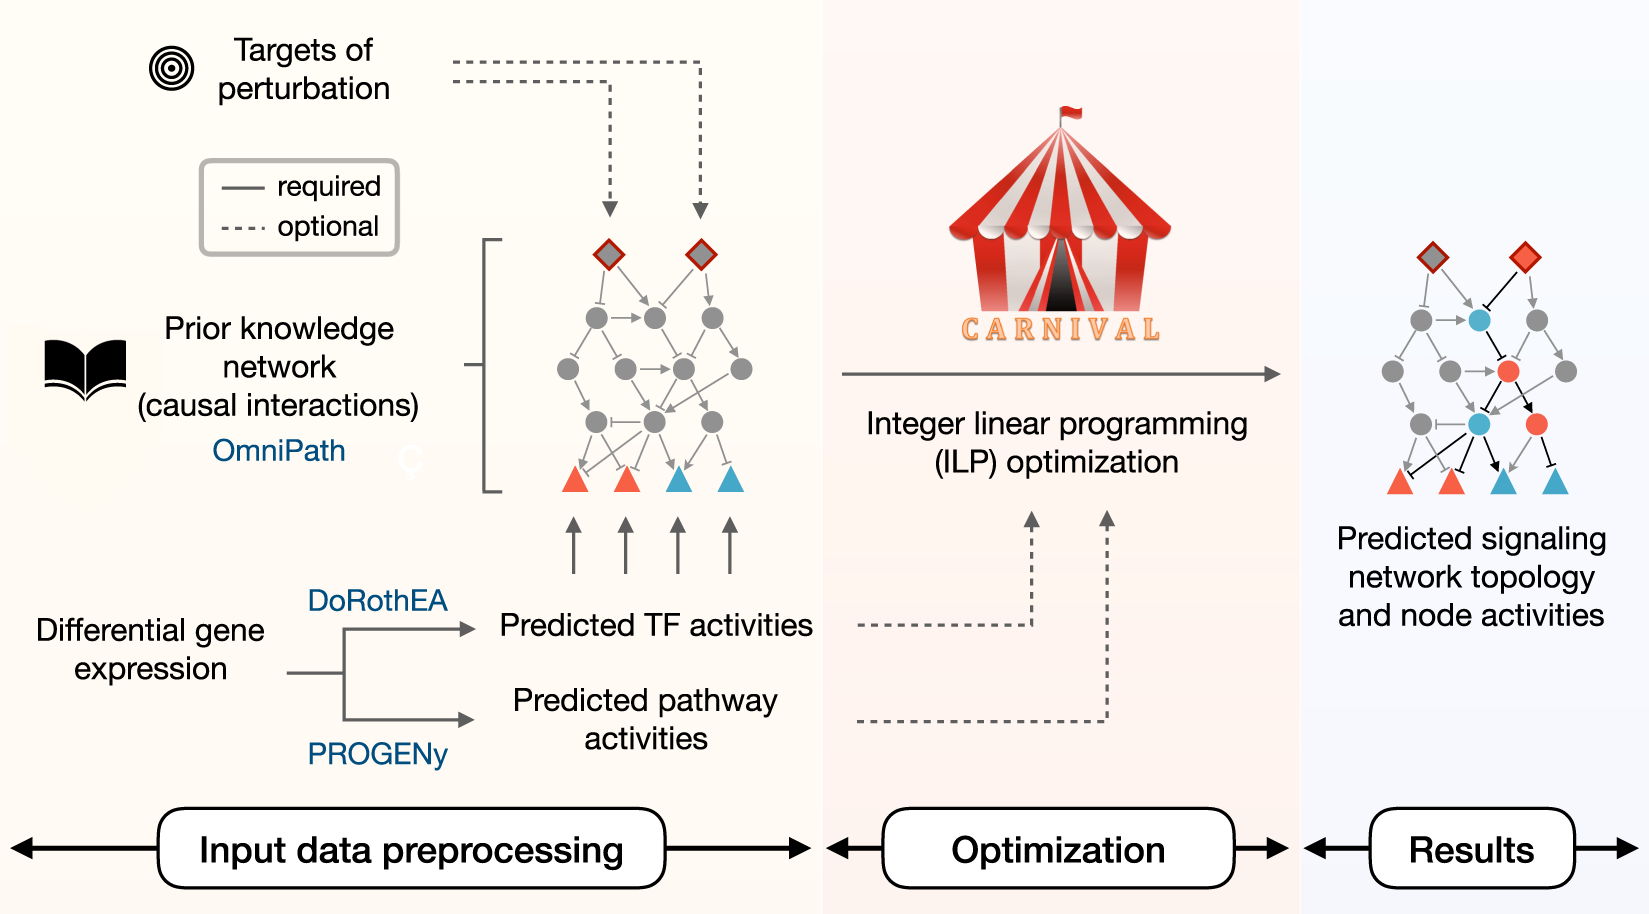 Targets of
perturbation
required
optional
Prior knowledge
network
(causal interactions)
OmniPath
Ç
Differential gene
expression
DoRothEA
PROGENy
Predicted TF activities
Predicted pathway
activities
CARNIVAL
Integer linear programming
(ILP) optimization
Predicted signaling
network topology
and node activities
Input data preprocessing
Optimization
Results